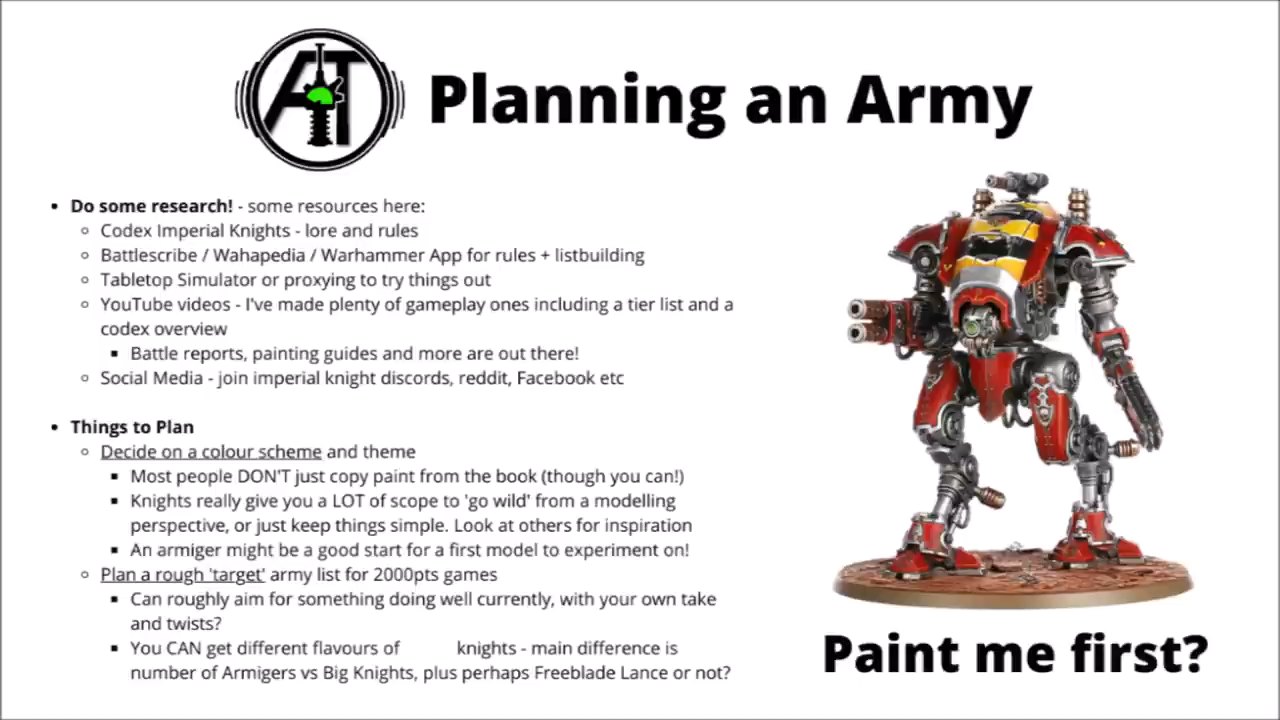 AT
Planning an Army
• Do some research! - some resources here:
◦ Codex Imperial Knights - lore and rules
◦ Battlescribe / Wahapedia / Warhammer App for rules + listbuilding
◦ Tabletop Simulator or proxying to try things out
◦ YouTube videos - I've made plenty of gameplay ones including a tier list and a
codex overview
▪ Battle reports, painting guides and more are out there!
◦ Social Media - join imperial knight discords, reddit, Facebook etc
• Things to Plan
◦ Decide on a colour scheme and theme
▪ Most people DON'T just copy paint from the book (though you can!)
▪ Knights really give you a LOT of scope to 'go wild' from a modelling
perspective, or just keep things simple. Look at others for inspiration
▪ An armiger might be a good start for a first model to experiment on!
◦ Plan a rough 'target' army list for 2000pts games
▪ Can roughly aim for something doing well currently, with your own take
and twists?
▪ You CAN get different flavours of knights - main difference is
number of Armigers vs Big Knights, plus perhaps Freeblade Lance or not?
Paint me first?